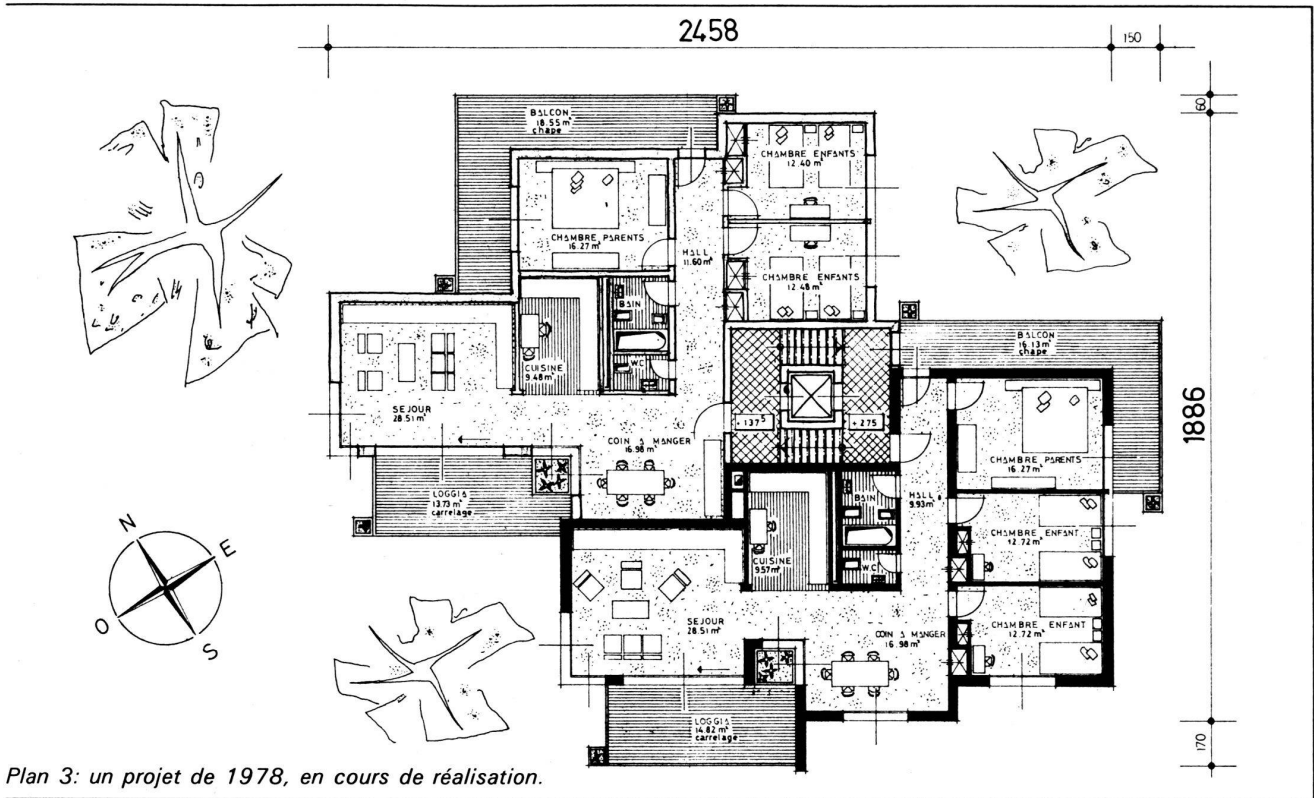 2458
150
60
BALCON
18.55 m²
chape
CHAMBRE ENFANTS
12.40 m²
CHAMBRE PARENTS
16.27 m²
HALL
11.60 m²
CHAMBRE ENFANTS
12.48 m²
BAIN
BALCON
16.13 m²
chape
CUISINE
9.48 m²
W.C
SEJOUR
28.51 m²
+ 137⁵
+ 275
1886
COIN A MANGER
16.98 m²
CHAMBRE PARENTS
16.27 m²
LOGGIA
13.73 m²
carrelage
BAIN
HALL
9.93 m²
N
E
O
S
CUISINE
9.57 m²
W.C
CHAMBRE ENFANT
12.72 m²
SEJOUR
28.51 m²
COIN A MANGER
16.98 m²
CHAMBRE ENFANT
12.72 m²
LOGGIA
14.82 m²
carrelage
170
Plan 3: un projet de 1978, en cours de réalisation.